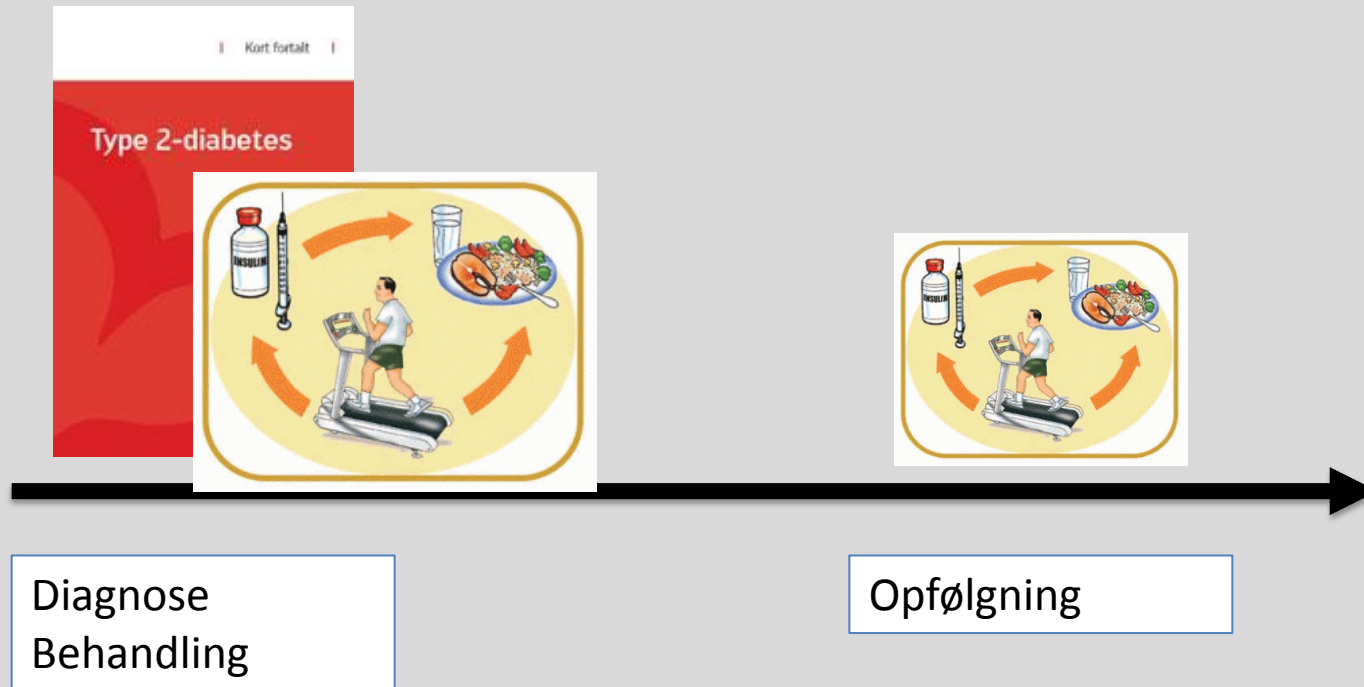 Kort fortalt
Type 2-diabetes
INSULIN
INSULIN
Diagnose
Behandling
Opfølgning